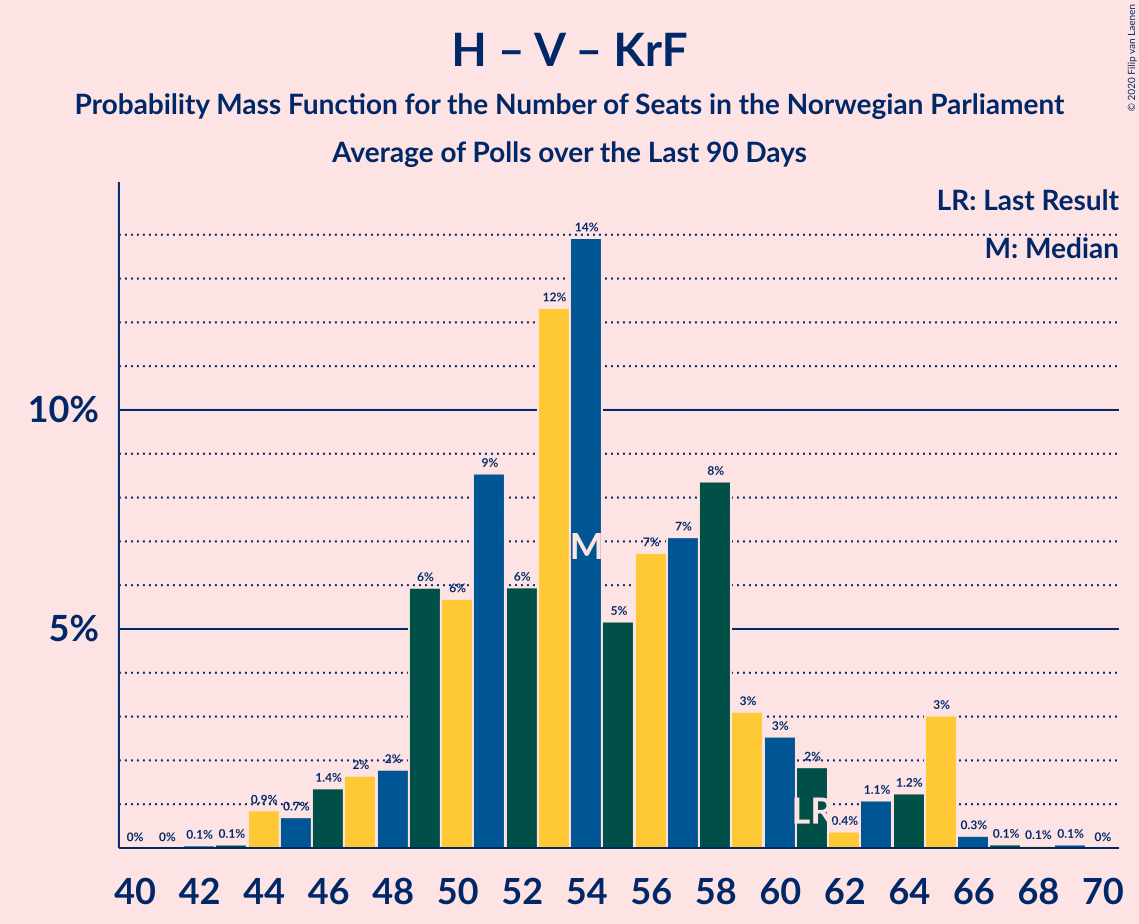 H – V – KrF
Probability Mass Function for the Number of Seats in the Norwegian Parliament
Average of Polls over the Last 90 Days
© 2020 Filip van Laenen
LR: Last Result
M: Median
10%
5%
0% 0% 0.1% 0.1% 0.9% 0.7% 1.4% 2% 2% 6% 6% 9% 6% 12% 14% 5% 7% 7% 8% 3% 3% 2% 0.4% 1.1% 1.2% 3% 0.3% 0.1% 0.1% 0.1% 0%
M
LR
40 42 44 46 48 50 52 54 56 58 60 62 64 66 68 70